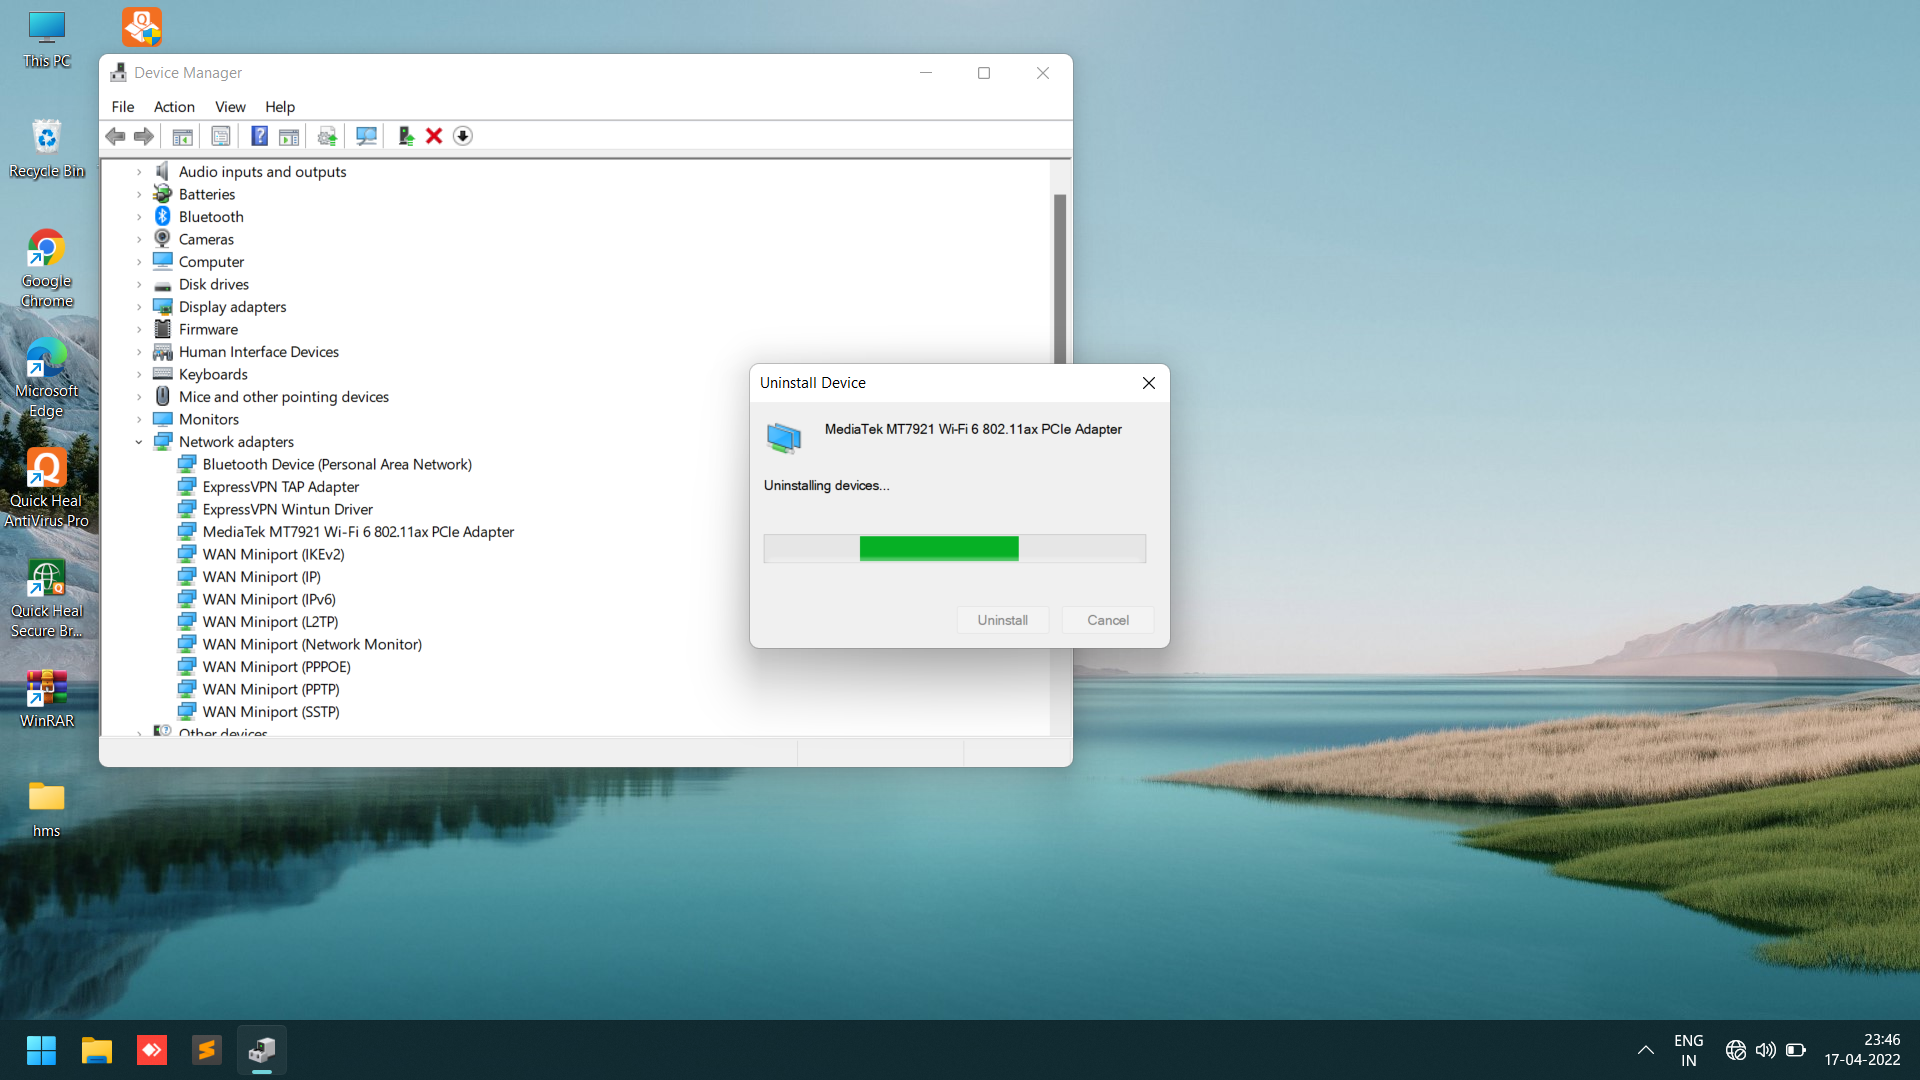 This PC
Recycle Bin
Google
Chrome
Microsoft
Edge
Quick Heal
AntiVirus Pro
Quick Heal
Secure Br...
WinRAR
hms
Device Manager
File Action View Help
Audio inputs and outputs
Batteries
Bluetooth
Cameras
Computer
Disk drives
Display adapters
Firmware
Human Interface Devices
Keyboards
Mice and other pointing devices
Monitors
Network adapters
Bluetooth Device (Personal Area Network)
ExpressVPN TAP Adapter
ExpressVPN Wintun Driver
MediaTek MT7921 Wi-Fi 6 802.11ax PCIe Adapter
WAN Miniport (IKEv2)
WAN Miniport (IP)
WAN Miniport (IPv6)
WAN Miniport (L2TP)
WAN Miniport (Network Monitor)
WAN Miniport (PPPOE)
WAN Miniport (PPTP)
WAN Miniport (SSTP)
Other devices
Uninstall Device
MediaTek MT7921 Wi-Fi 6 802.11ax PCIe Adapter
Uninstalling devices...
Uninstall Cancel
ENG
IN
23:46
17-04-2022